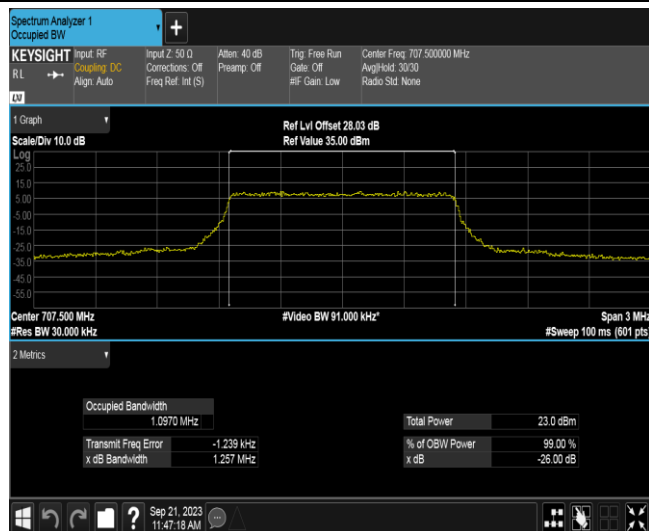 Spectrum Analyzer 1
Occupied BW
+
KEYSIGHT
RL
LXI
Input: RF
Coupling: DC
Align: Auto
Input Z: 50 Ω
Corrections: Off
Freq Ref: Int (S)
Atten: 40 dB
Preamp: Off
Trig: Free Run
Gate: Off
#IF Gain: Low
Center Freq: 707.500000 MHz
Avg|Hold: 30/30
Radio Std: None
1 Graph
Scale/Div 10.0 dB
Ref Lvl Offset 28.03 dB
Ref Value 35.00 dBm
Log
25.0
15.0
5.00
-5.00
-15.0
-25.0
-35.0
-45.0
-55.0
Center 707.500 MHz
#Res BW 30.000 kHz
#Video BW 91.000 kHz*
Span 3 MHz
#Sweep 100 ms (601 pts)
2 Metrics
Occupied Bandwidth
1.0970 MHz
Transmit Freq Error -1.239 kHz
x dB Bandwidth 1.257 MHz
Total Power 23.0 dBm
% of OBW Power 99.00 %
x dB -26.00 dB
?
Sep 21, 2023
11:47:18 AM